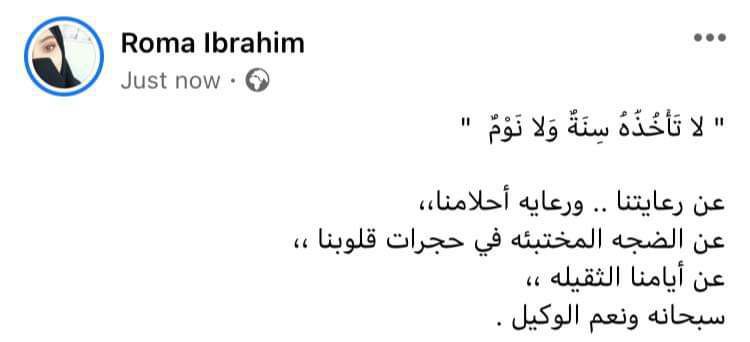 Roma Ibrahim
Just now ·
" لا تَأْخُذُهُ سِنَةٌ وَلا نَوْمٌ "
عن رعايتنا .. ورعايه أحلامنا،،
عن الضجه المختبئه في حجرات قلوبنا ،،
عن أيامنا الثقيله ،،
سبحانه ونعم الوكيل .